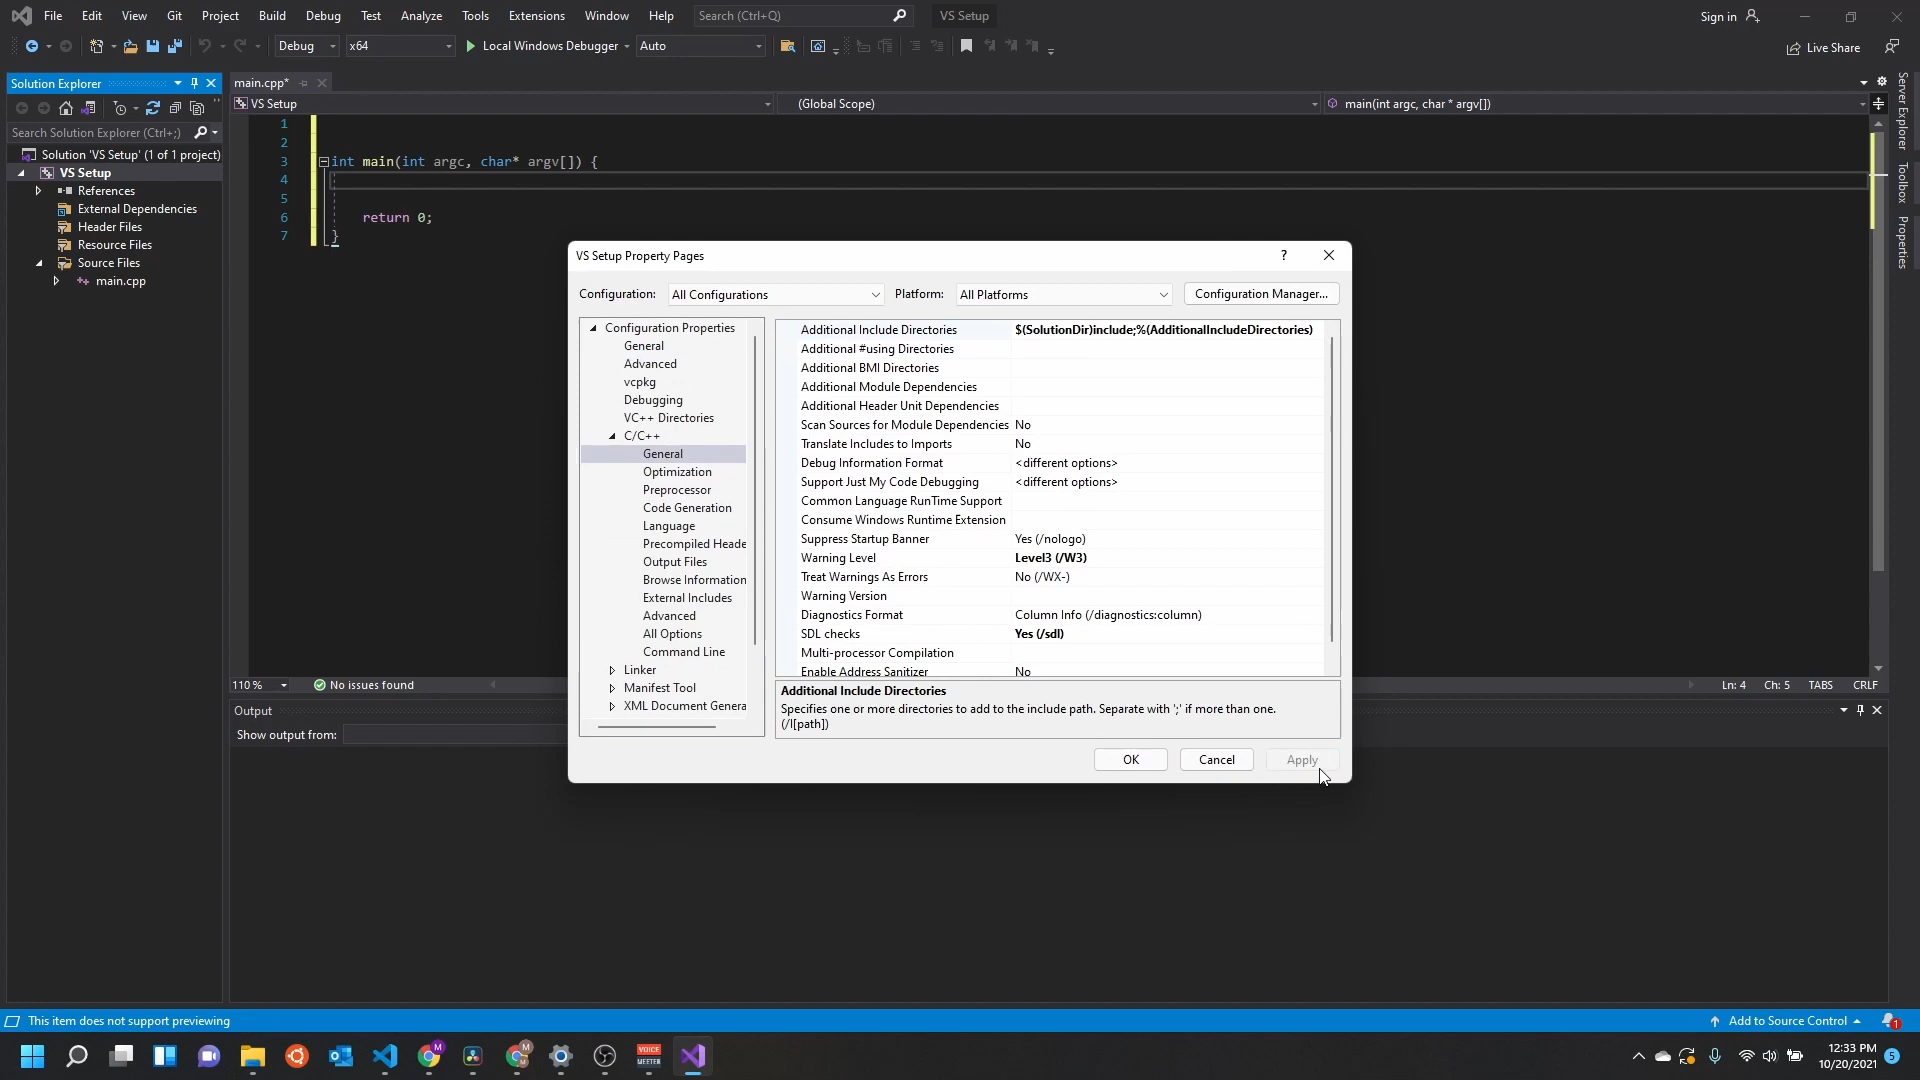 File Edit View Git Project Build Debug Test Analyze Tools Extensions Window Help Search (Ctrl+Q) VS Setup Sign in
Debug x64 Local Windows Debugger Auto Live Share
Solution Explorer
main.cpp*
VS Setup (Global Scope) main(int argc, char * argv[])
Search Solution Explorer (Ctrl+;)
Solution 'VS Setup' (1 of 1 project)
VS Setup
References
External Dependencies
Header Files
Resource Files
Source Files
main.cpp
1
2
3 int main(int argc, char* argv[]) {
4
5
6 return 0;
7 }
Server Explorer
Toolbox
Properties
VS Setup Property Pages ?
Configuration: All Configurations Platform: All Platforms Configuration Manager...
Configuration Properties
General
Advanced
vcpkg
Debugging
VC++ Directories
C/C++
General
Optimization
Preprocessor
Code Generation
Language
Precompiled Heade
Output Files
Browse Information
External Includes
Advanced
All Options
Command Line
Linker
Manifest Tool
XML Document Genera
Additional Include Directories $(SolutionDir)include;%(AdditionalIncludeDirectories)
Additional #using Directories
Additional BMI Directories
Additional Module Dependencies
Additional Header Unit Dependencies
Scan Sources for Module Dependencies No
Translate Includes to Imports No
Debug Information Format <different options>
Support Just My Code Debugging <different options>
Common Language RunTime Support
Consume Windows Runtime Extension
Suppress Startup Banner Yes (/nologo)
Warning Level Level3 (/W3)
Treat Warnings As Errors No (/WX-)
Warning Version
Diagnostics Format Column Info (/diagnostics:column)
SDL checks Yes (/sdl)
Multi-processor Compilation
Enable Address Sanitizer No
Additional Include Directories
Specifies one or more directories to add to the include path. Separate with ';' if more than one.
(/I[path])
OK Cancel Apply
110 % No issues found Ln: 4 Ch: 5 TABS CRLF
Output
Show output from:
This item does not support previewing Add to Source Control 1
M M VOICE MEETER
12:33 PM
10/20/2021 5